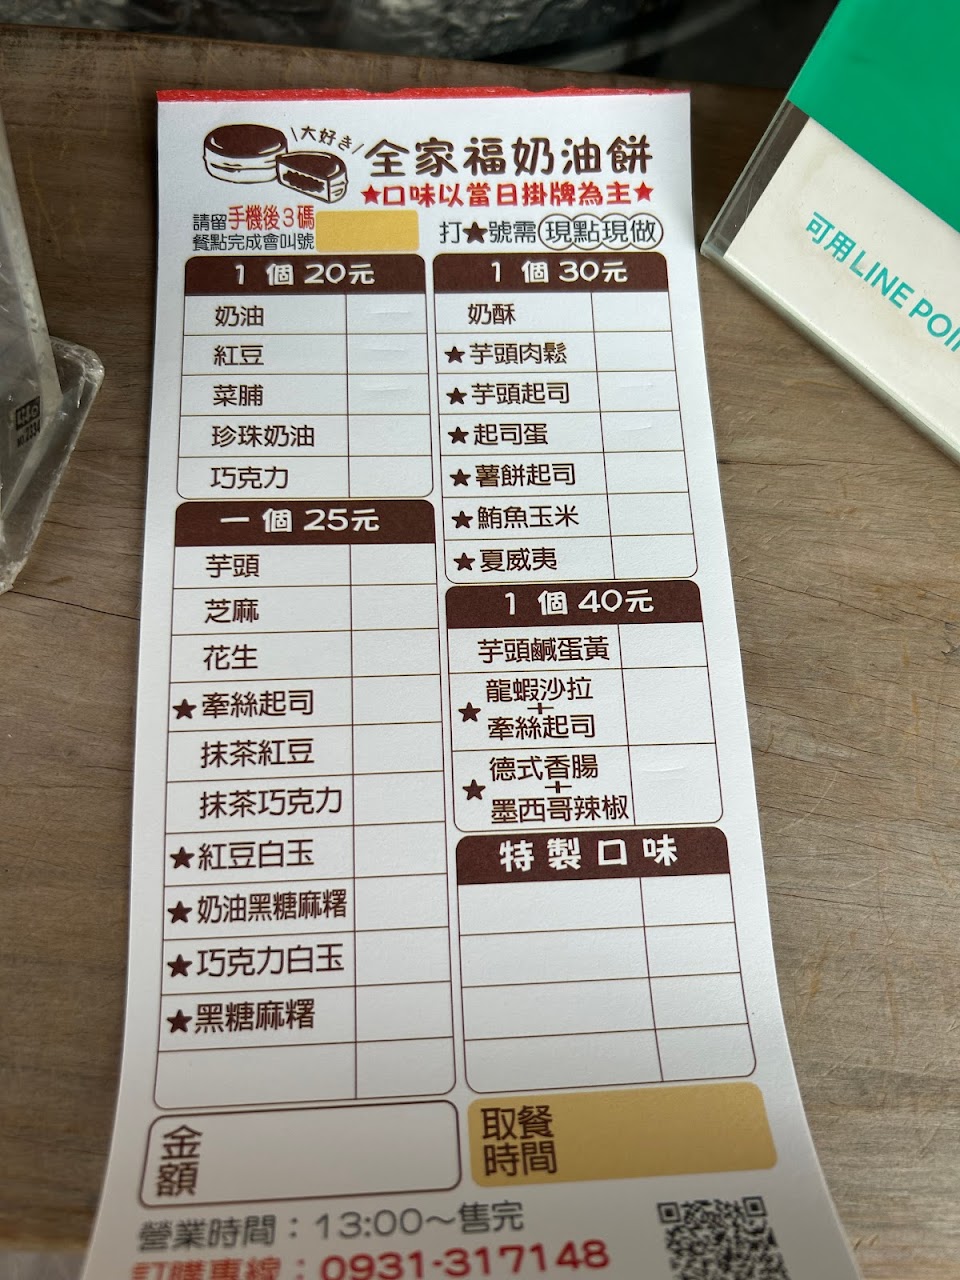 大好き
全家福奶油餅
★口味以當日掛牌為主★
請留手機後3碼
餐點完成會叫號
打★號需現點現做
1個20元
奶油
紅豆
菜脯
珍珠奶油
巧克力
一個25元
芋頭
芝麻
花生
★牽絲起司
抹茶紅豆
抹茶巧克力
★紅豆白玉
★奶油黑糖麻糬
★巧克力白玉
★黑糖麻糬
1個30元
奶酥
★芋頭肉鬆
★芋頭起司
★起司蛋
★薯餅起司
★鮪魚玉米
★夏威夷
1個40元
芋頭鹹蛋黃
★龍蝦沙拉
+
牽絲起司
★德式香腸
+
墨西哥辣椒
特製口味
金額
取餐
時間
營業時間：13:00～售完
訂購專線：0931-317148
可用LINE POI